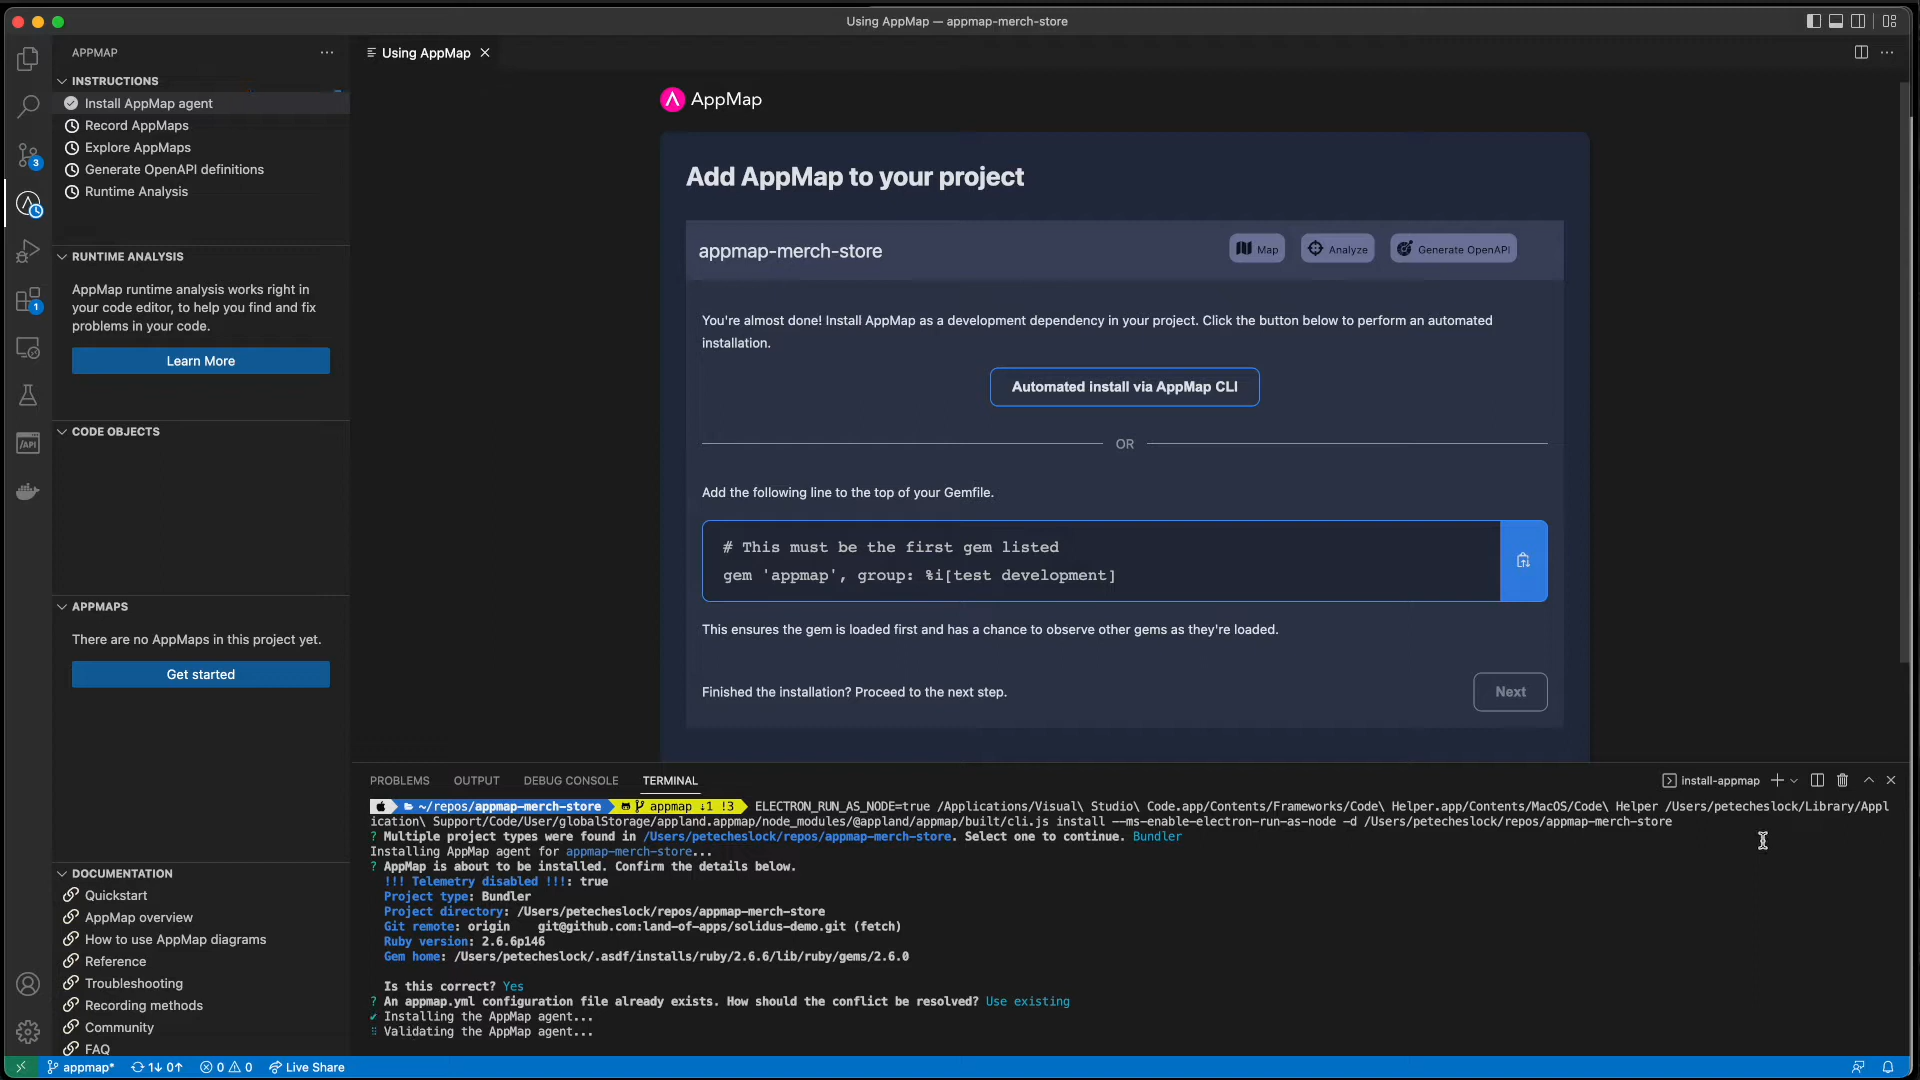 Using AppMap — appmap-merch-store
APPMAP
INSTRUCTIONS
Install AppMap agent
Record AppMaps
Explore AppMaps
Generate OpenAPI definitions
Runtime Analysis
RUNTIME ANALYSIS
AppMap runtime analysis works right in
your code editor, to help you find and fix
problems in your code.
Learn More
CODE OBJECTS
APPMAPS
There are no AppMaps in this project yet.
Get started
DOCUMENTATION
Quickstart
AppMap overview
How to use AppMap diagrams
Reference
Troubleshooting
Recording methods
Community
FAQ
3
1
/API
Using AppMap
AppMap
Add AppMap to your project
appmap-merch-store
Map
Analyze
Generate OpenAPI
You're almost done! Install AppMap as a development dependency in your project. Click the button below to perform an automated
installation.
Automated install via AppMap CLI
OR
Add the following line to the top of your Gemfile.
# This must be the first gem listed
gem 'appmap', group: %i[test development]
This ensures the gem is loaded first and has a chance to observe other gems as they're loaded.
Finished the installation? Proceed to the next step.
Next
PROBLEMS OUTPUT DEBUG CONSOLE TERMINAL
install-appmap
~/repos/appmap-merch-store appmap ↓1 !3 ELECTRON_RUN_AS_NODE=true /Applications/Visual\ Studio\ Code.app/Contents/Frameworks/Code\ Helper.app/Contents/MacOS/Code\ Helper /Users/petecheslock/Library/Appl
ication\ Support/Code/User/globalStorage/appland.appmap/node_modules/@appland/appmap/built/cli.js install --ms-enable-electron-run-as-node -d /Users/petecheslock/repos/appmap-merch-store
? Multiple project types were found in /Users/petecheslock/repos/appmap-merch-store. Select one to continue. Bundler
Installing AppMap agent for appmap-merch-store...
? AppMap is about to be installed. Confirm the details below.
!!! Telemetry disabled !!!: true
Project type: Bundler
Project directory: /Users/petecheslock/repos/appmap-merch-store
Git remote: origin git@github.com:land-of-apps/solidus-demo.git (fetch)
Ruby version: 2.6.6p146
Gem home: /Users/petecheslock/.asdf/installs/ruby/2.6.6/lib/ruby/gems/2.6.0
Is this correct? Yes
? An appmap.yml configuration file already exists. How should the conflict be resolved? Use existing
✔ Installing the AppMap agent...
⠸ Validating the AppMap agent...
appmap* 1↓ 0↑ 0 0 Live Share